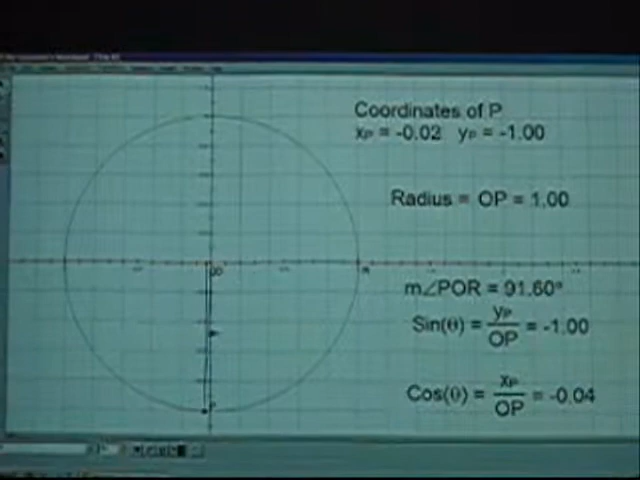 Coordinates of P
xP = -0.02 yP = -1.00
Radius = OP = 1.00
m∠POR = 91.60°
Sin(θ) = yP/OP = -1.00
Cos(θ) = xP/OP = -0.04